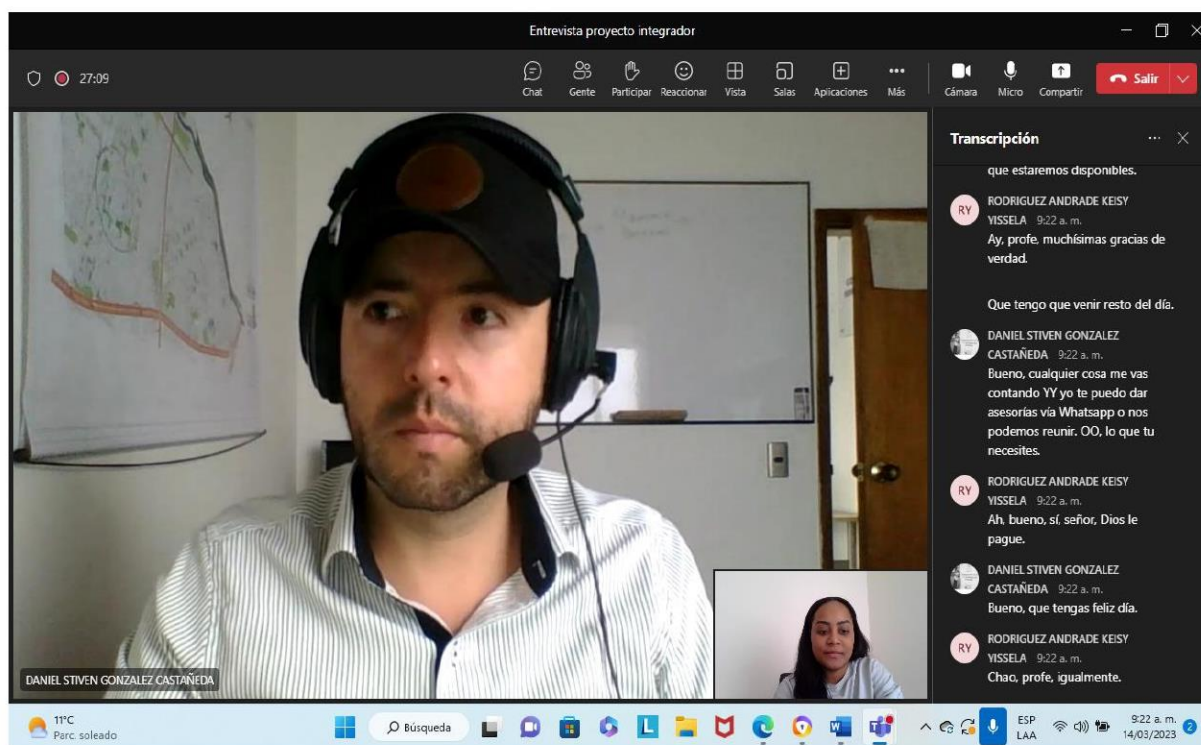 Entrevista proyecto integrador
27:09
Chat
Gente
Participar
Reaccionar
Vista
Salas
Aplicaciones
Más
Cámara
Micro
Compartir
Salir
Transcripción
que estaremos disponibles.
RY
RODRIGUEZ ANDRADE KEISY
YISSELA 9:22 a. m.
Ay, profe, muchísimas gracias de
verdad.
Que tengo que venir resto del día.
DANIEL STIVEN GONZALEZ
CASTAÑEDA 9:22 a. m.
Bueno, cualquier cosa me vas
contando YY yo te puedo dar
asesorías vía Whatsapp o nos
podemos reunir. OO, lo que tu
necesites.
RY
RODRIGUEZ ANDRADE KEISY
YISSELA 9:22 a. m.
Ah, bueno, sí, señor, Dios le
pague.
DANIEL STIVEN GONZALEZ
CASTAÑEDA 9:22 a. m.
Bueno, que tengas feliz día.
RY
RODRIGUEZ ANDRADE KEISY
YISSELA 9:22 a. m.
Chao, profe, igualmente.
DANIEL STIVEN GONZALEZ CASTAÑEDA
11°C
Parc. soleado
Búsqueda
ESP
LAA
9:22 a. m.
14/03/2023
2